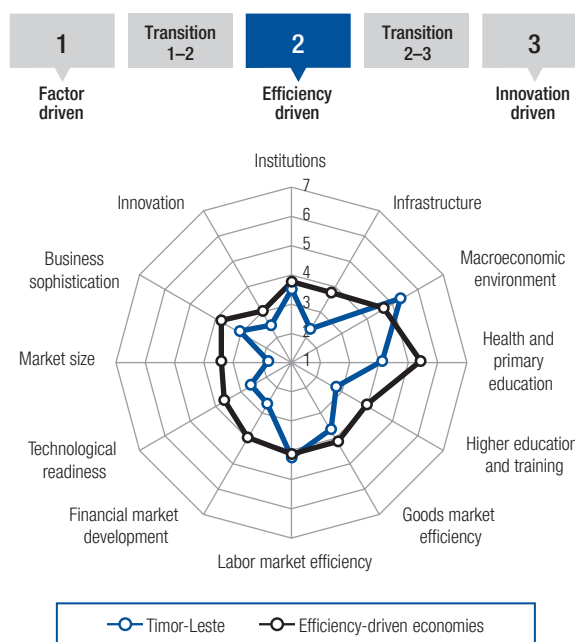 1
Transition
1–2
2
Transition
2–3
3
Factor
driven
Efficiency
driven
Innovation
driven
Institutions
Infrastructure
Macroeconomic
environment
Health and
primary
education
Higher education
and training
Goods market
efficiency
Labor market efficiency
Financial market
development
Technological
readiness
Market size
Business
sophistication
Innovation
7
6
5
4
3
2
1
Timor-Leste
Efficiency-driven economies